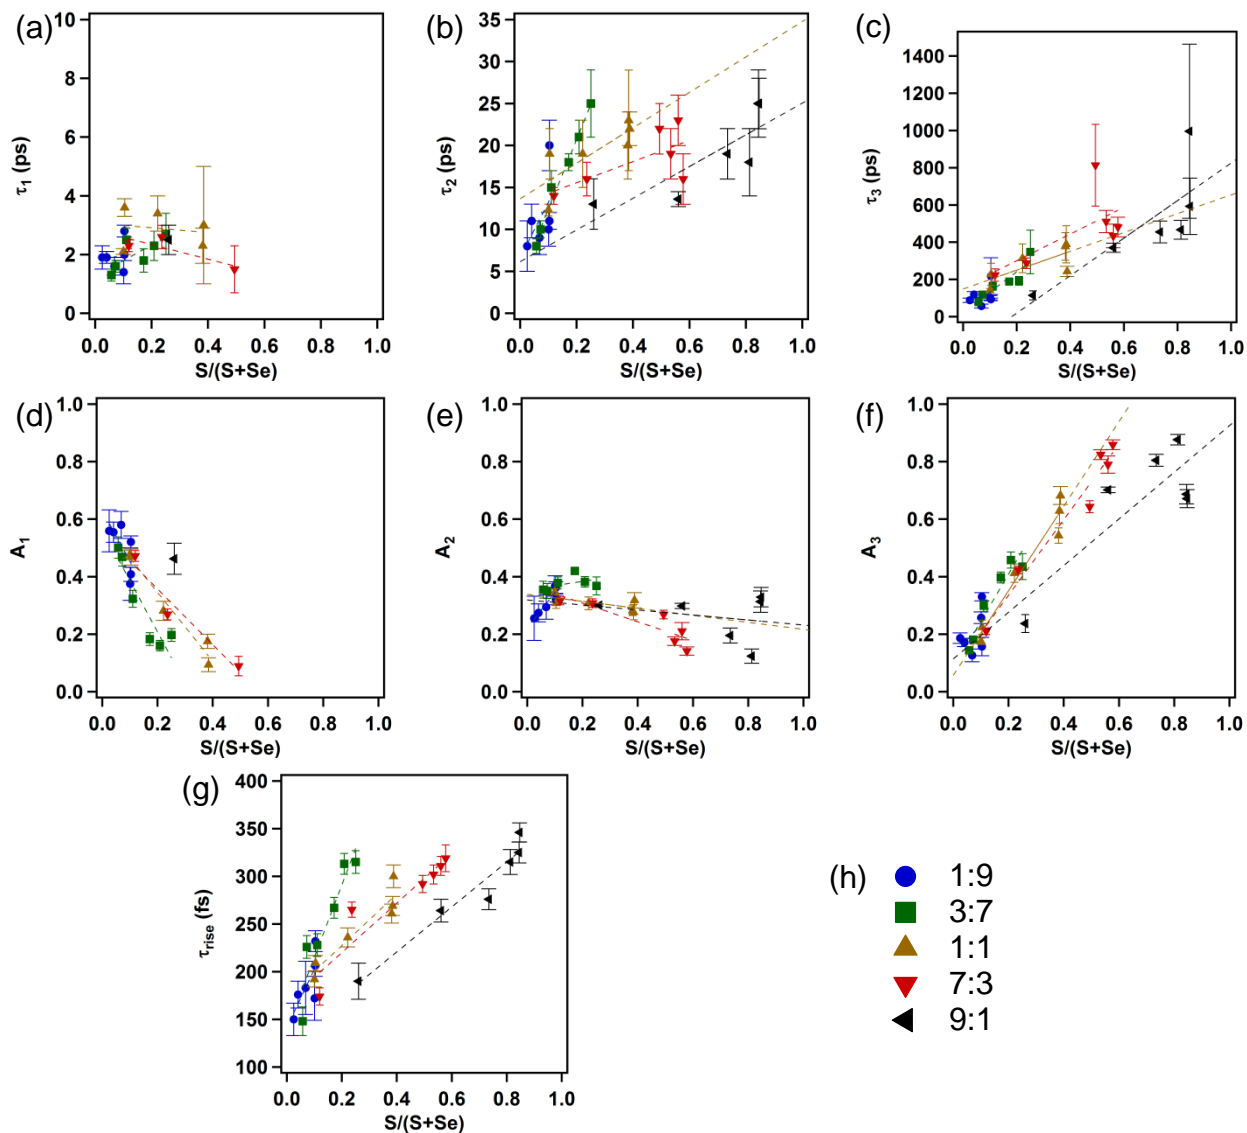 (a)
10
8
6
4
2
0
τ1 (ps)
0.0 0.2 0.4 0.6 0.8 1.0
S/(S+Se)
(b)
35
30
25
20
15
10
5
0
τ2 (ps)
0.0 0.2 0.4 0.6 0.8 1.0
S/(S+Se)
(c)
1400
1200
1000
800
600
400
200
0
τ3 (ps)
0.0 0.2 0.4 0.6 0.8 1.0
S/(S+Se)
(d)
1.0
0.8
0.6
0.4
0.2
0.0
A1
0.0 0.2 0.4 0.6 0.8 1.0
S/(S+Se)
(e)
1.0
0.8
0.6
0.4
0.2
0.0
A2
0.0 0.2 0.4 0.6 0.8 1.0
S/(S+Se)
(f)
1.0
0.8
0.6
0.4
0.2
0.0
A3
0.0 0.2 0.4 0.6 0.8 1.0
S/(S+Se)
(g)
400
350
300
250
200
150
100
τrise (fs)
0.0 0.2 0.4 0.6 0.8 1.0
S/(S+Se)
(h)
1:9
3:7
1:1
7:3
9:1